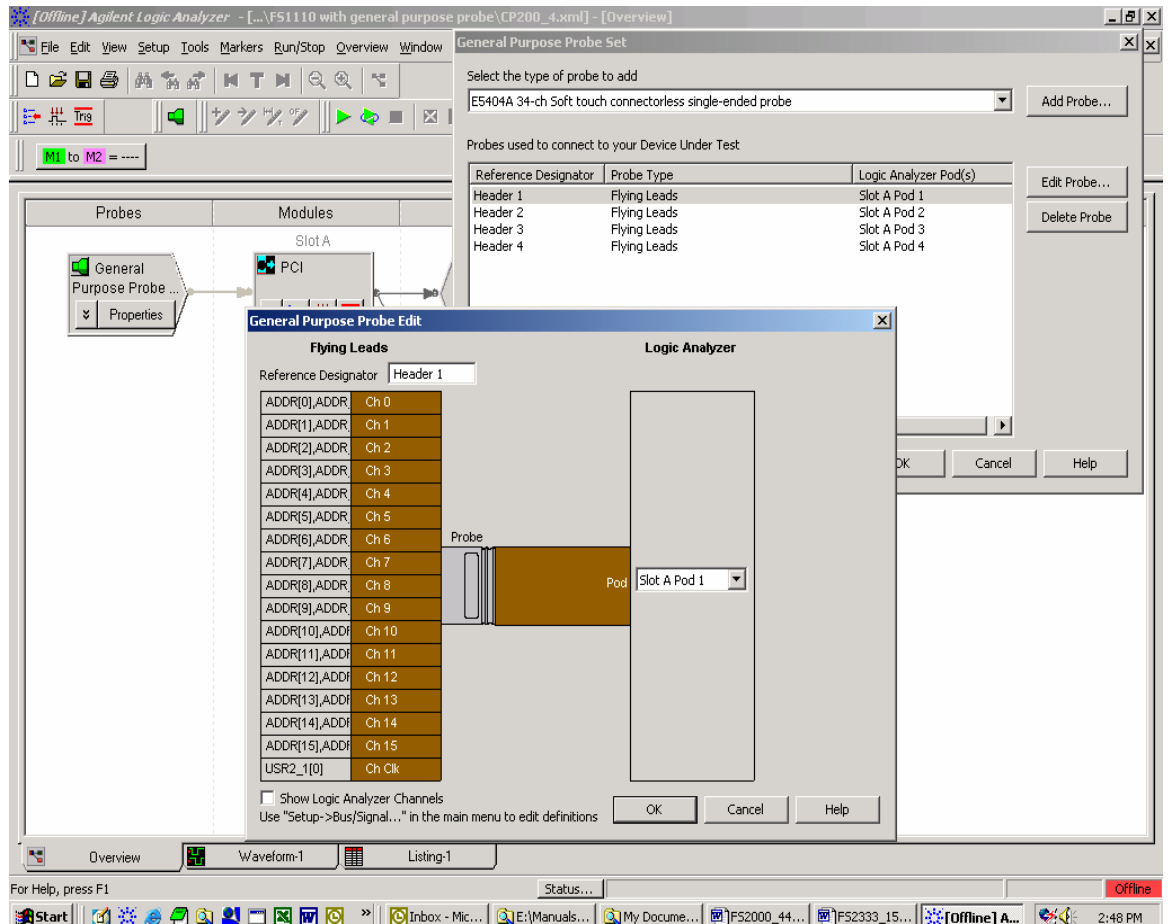 [Offline] Agilent Logic Analyzer - [...\FS1110 with general purpose probe\CP200_4.xml] - [Overview]
File Edit View Setup Tools Markers Run/Stop Overview Window
M1 to M2 = ----
Probes Modules
Slot A
General Purpose Probe ...
Properties
PCI
General Purpose Probe Set
Select the type of probe to add
E5404A 34-ch Soft touch connectorless single-ended probe
Add Probe...
Probes used to connect to your Device Under Test
Reference Designator Probe Type Logic Analyzer Pod(s)
Header 1 Flying Leads Slot A Pod 1
Header 2 Flying Leads Slot A Pod 2
Header 3 Flying Leads Slot A Pod 3
Header 4 Flying Leads Slot A Pod 4
Edit Probe...
Delete Probe
Cancel Help
General Purpose Probe Edit
Flying Leads Logic Analyzer
Reference Designator Header 1
ADDR[0],ADDR Ch 0
ADDR[1],ADDR Ch 1
ADDR[2],ADDR Ch 2
ADDR[3],ADDR Ch 3
ADDR[4],ADDR Ch 4
ADDR[5],ADDR Ch 5
ADDR[6],ADDR Ch 6
ADDR[7],ADDR Ch 7
ADDR[8],ADDR Ch 8
ADDR[9],ADDR Ch 9
ADDR[10],ADDF Ch 10
ADDR[11],ADDF Ch 11
ADDR[12],ADDF Ch 12
ADDR[13],ADDF Ch 13
ADDR[14],ADDF Ch 14
ADDR[15],ADDF Ch 15
USR2_1[0] Ch Clk
Probe
Pod Slot A Pod 1
Show Logic Analyzer Channels
Use "Setup->Bus/Signal..." in the main menu to edit definitions
OK Cancel Help
Overview Waveform-1 Listing-1
For Help, press F1 Status... Offline
Start » Inbox - Mic... E:\Manuals... My Docume... FS2000_44... FS2333_15... [Offline] A... 2:48 PM